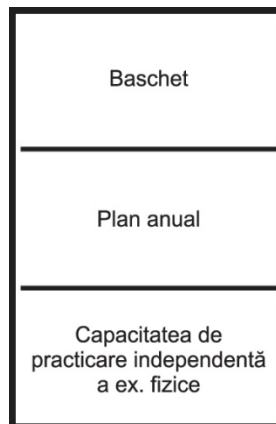 Baschet
Plan anual
Capacitatea de
practicare independentă
a ex. fizice